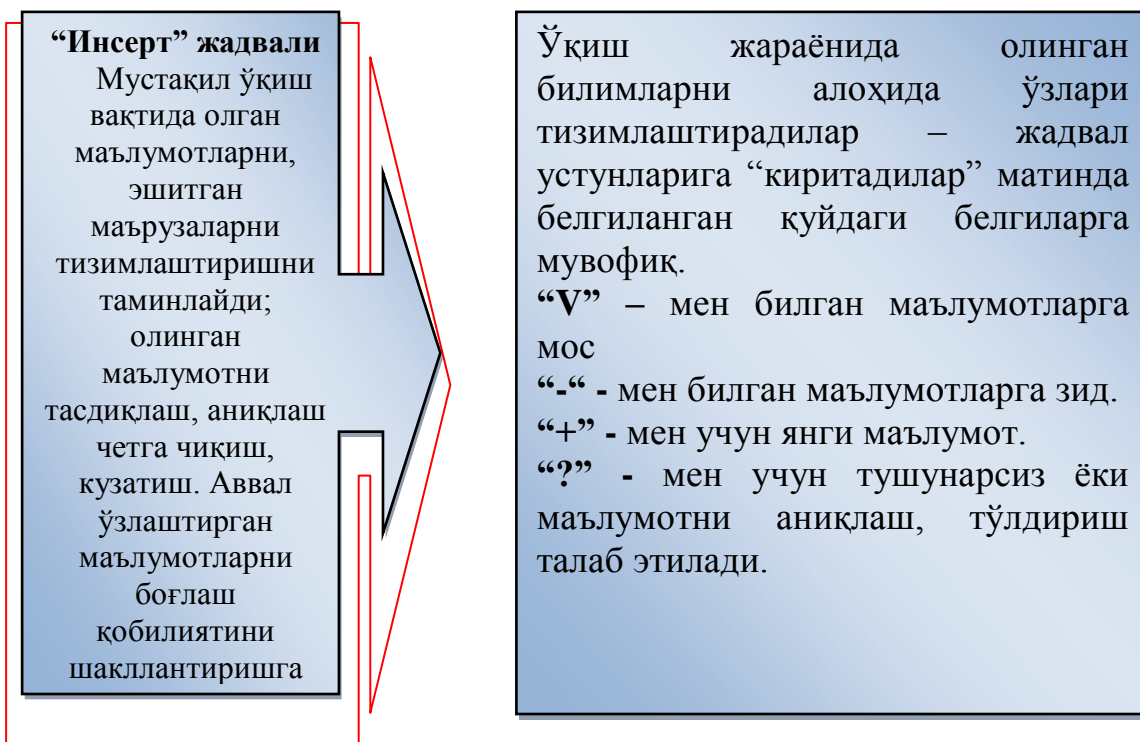 “Инсерт” жадвали
Мустақил ўқиш
вақтида олган
маълумотларни,
эшитган
маърузаларни
тизимлаштиришни
таминлайди;
олинган
маълумотни
тасдиқлаш, аниқлаш
четга чиқиш,
кузатиш. Аввал
ўзлаштирган
маълумотларни
боғлаш
қобилиятини
шакллантиришга
Ўқиш жараёнида олинган
билимларни алоҳида ўзлари
тизимлаштирадилар – жадвал
устунларига “киритадилар” матинда
белгиланган қуйдаги белгиларга
мувофиқ.
“V” – мен билган маълумотларга
мос
“-“ - мен билган маълумотларга зид.
“+” - мен учун янги маълумот.
“?” - мен учун тушунарсиз ёки
маълумотни аниқлаш, тўлдириш
талаб этилади.